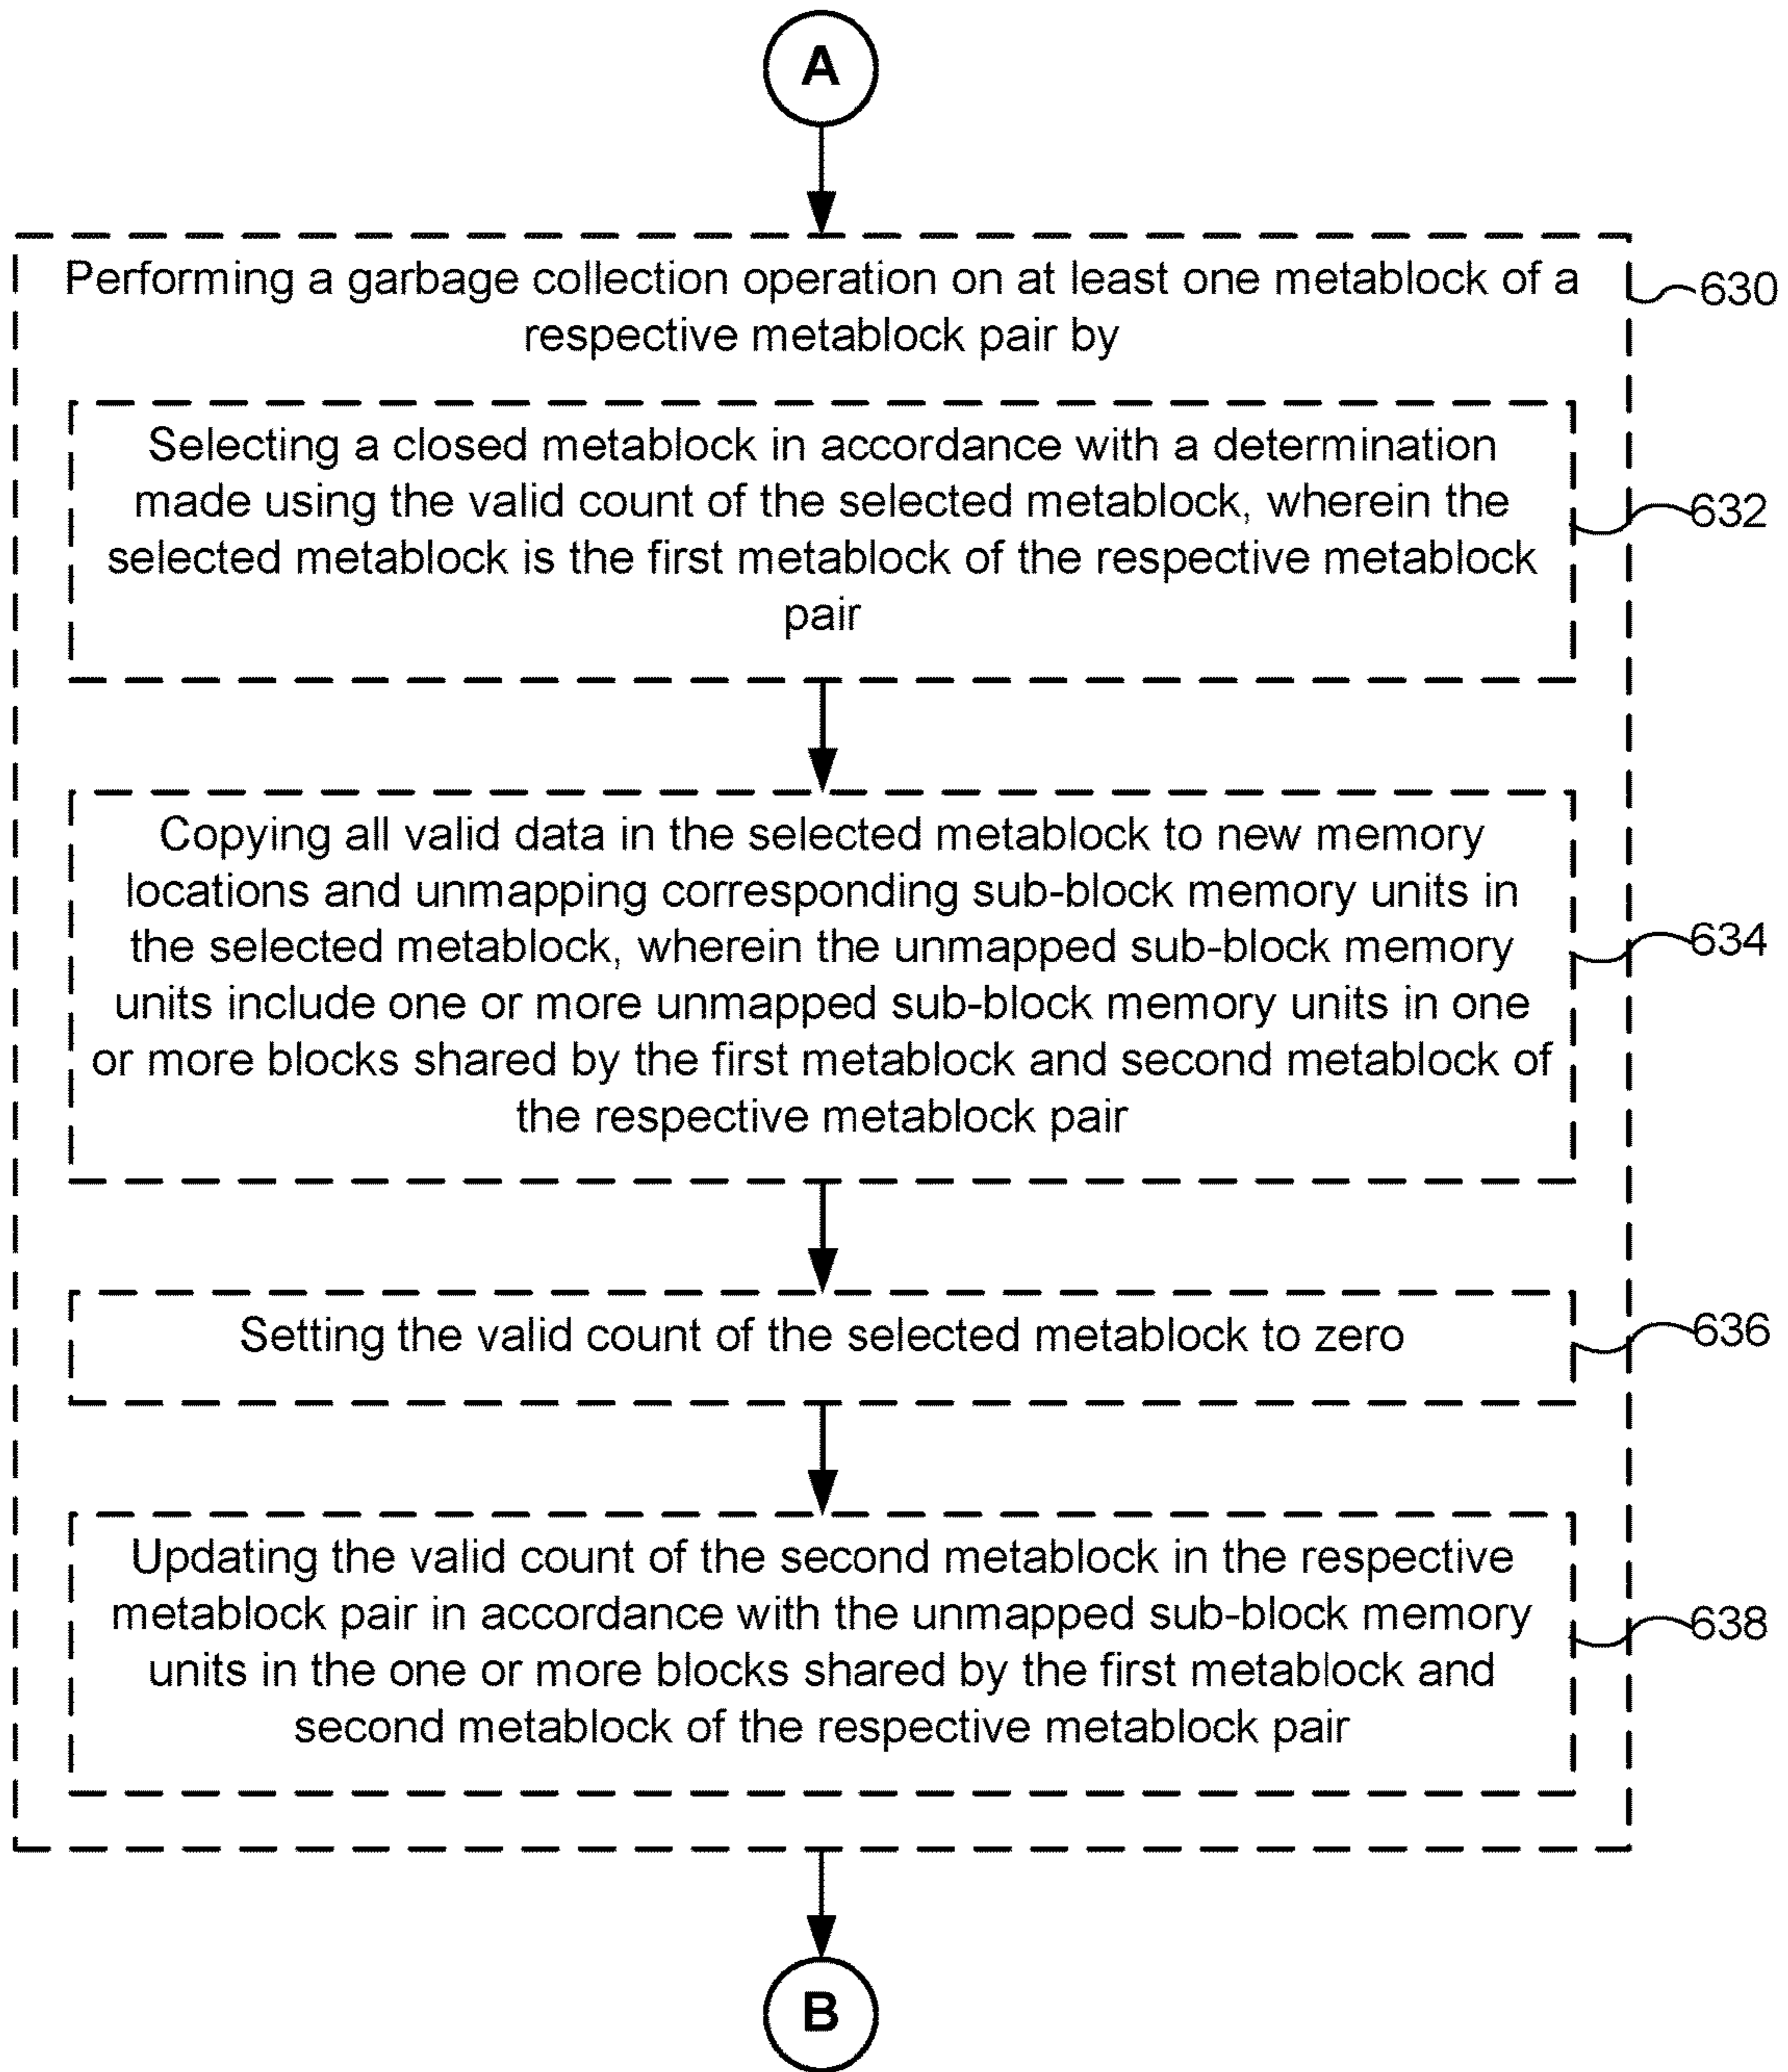 A
Performing a garbage collection operation on at least one metablock of a
respective metablock pair by
630
Selecting a closed metablock in accordance with a determination
made using the valid count of the selected metablock, wherein the
selected metablock is the first metablock of the respective metablock
pair
632
Copying all valid data in the selected metablock to new memory
locations and unmapping corresponding sub-block memory units in
the selected metablock, wherein the unmapped sub-block memory
units include one or more unmapped sub-block memory units in one
or more blocks shared by the first metablock and second metablock of
the respective metablock pair
634
Setting the valid count of the selected metablock to zero
636
Updating the valid count of the second metablock in the respective
metablock pair in accordance with the unmapped sub-block memory
units in the one or more blocks shared by the first metablock and
second metablock of the respective metablock pair
638
B